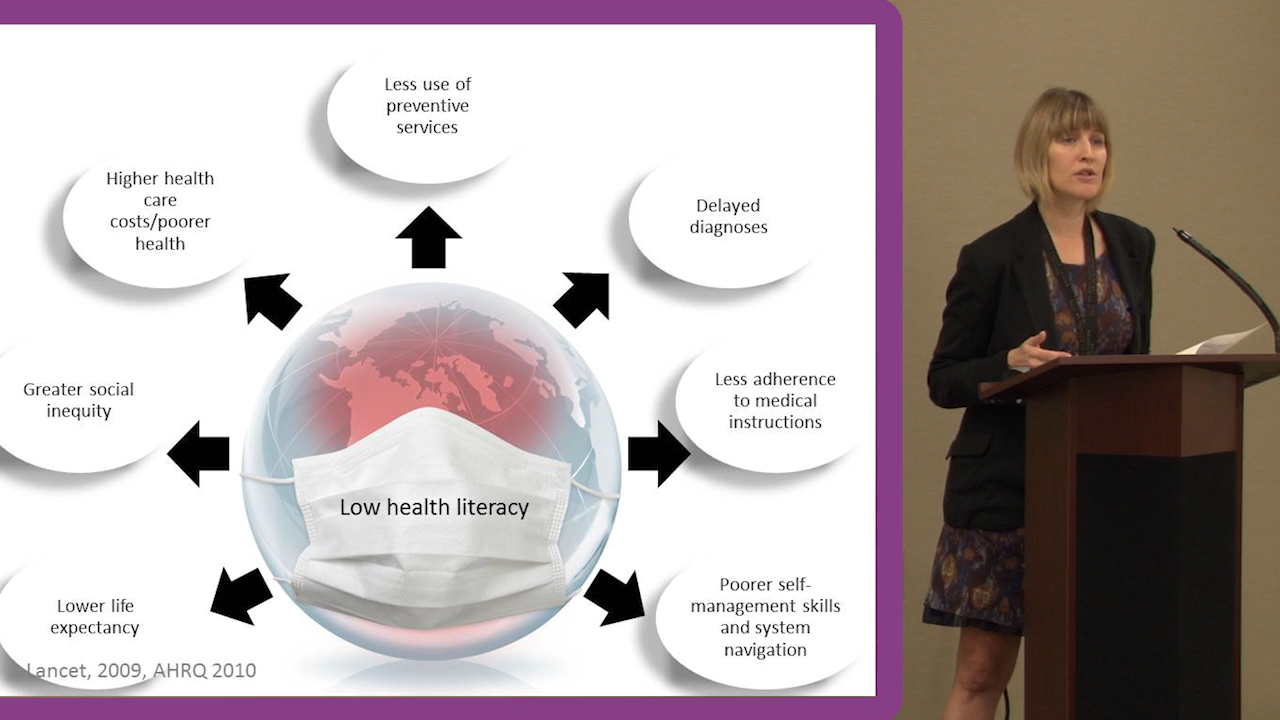 Less use of
preventive
services
Higher health
care
costs/poorer
health
Delayed
diagnoses
Greater social
inequity
Less adherence
to medical
instructions
Low health literacy
Lower life
expectancy
Poorer self-
management skills
and system
navigation
Lancet, 2009, AHRQ 2010